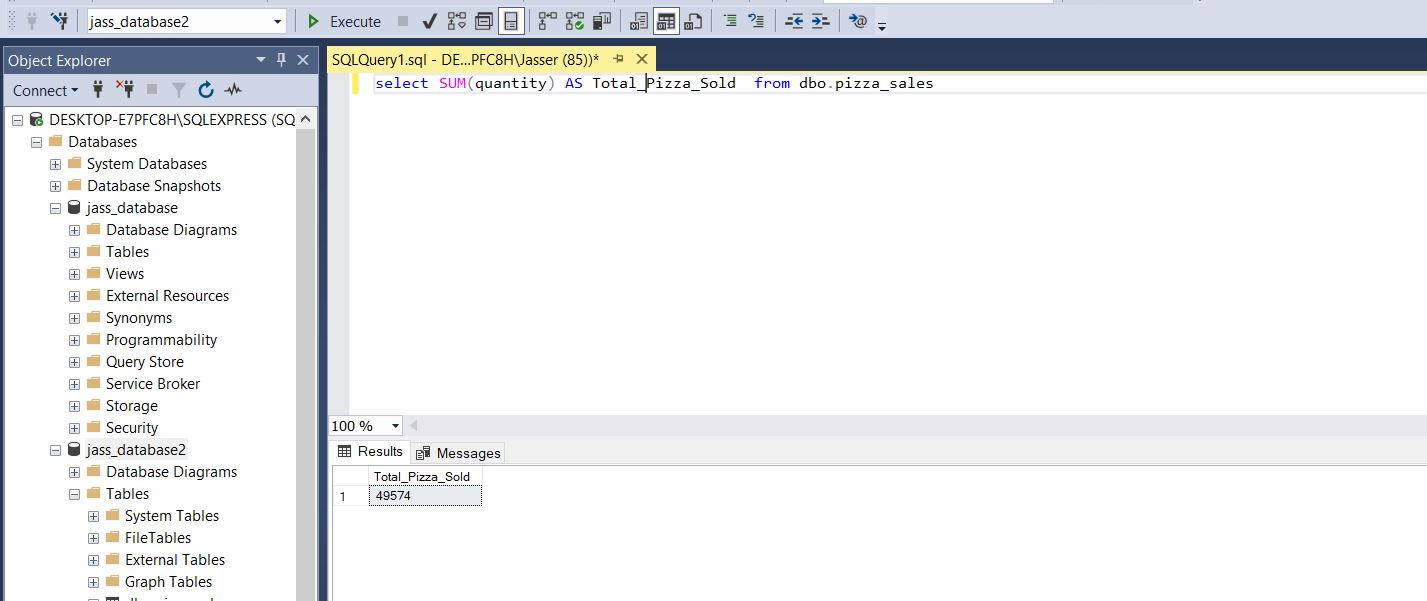 jass_database2
Execute
Object Explorer
Connect
DESKTOP-E7PFC8H\SQLEXPRESS (SQ
Databases
System Databases
Database Snapshots
jass_database
Database Diagrams
Tables
Views
External Resources
Synonyms
Programmability
Query Store
Service Broker
Storage
Security
jass_database2
Database Diagrams
Tables
System Tables
FileTables
External Tables
Graph Tables
SQLQuery1.sql - DE...PFC8H\Jasser (85))*
select SUM(quantity) AS Total_Pizza_Sold  from dbo.pizza_sales
100 %
Results
Messages
Total_Pizza_Sold
1 49574